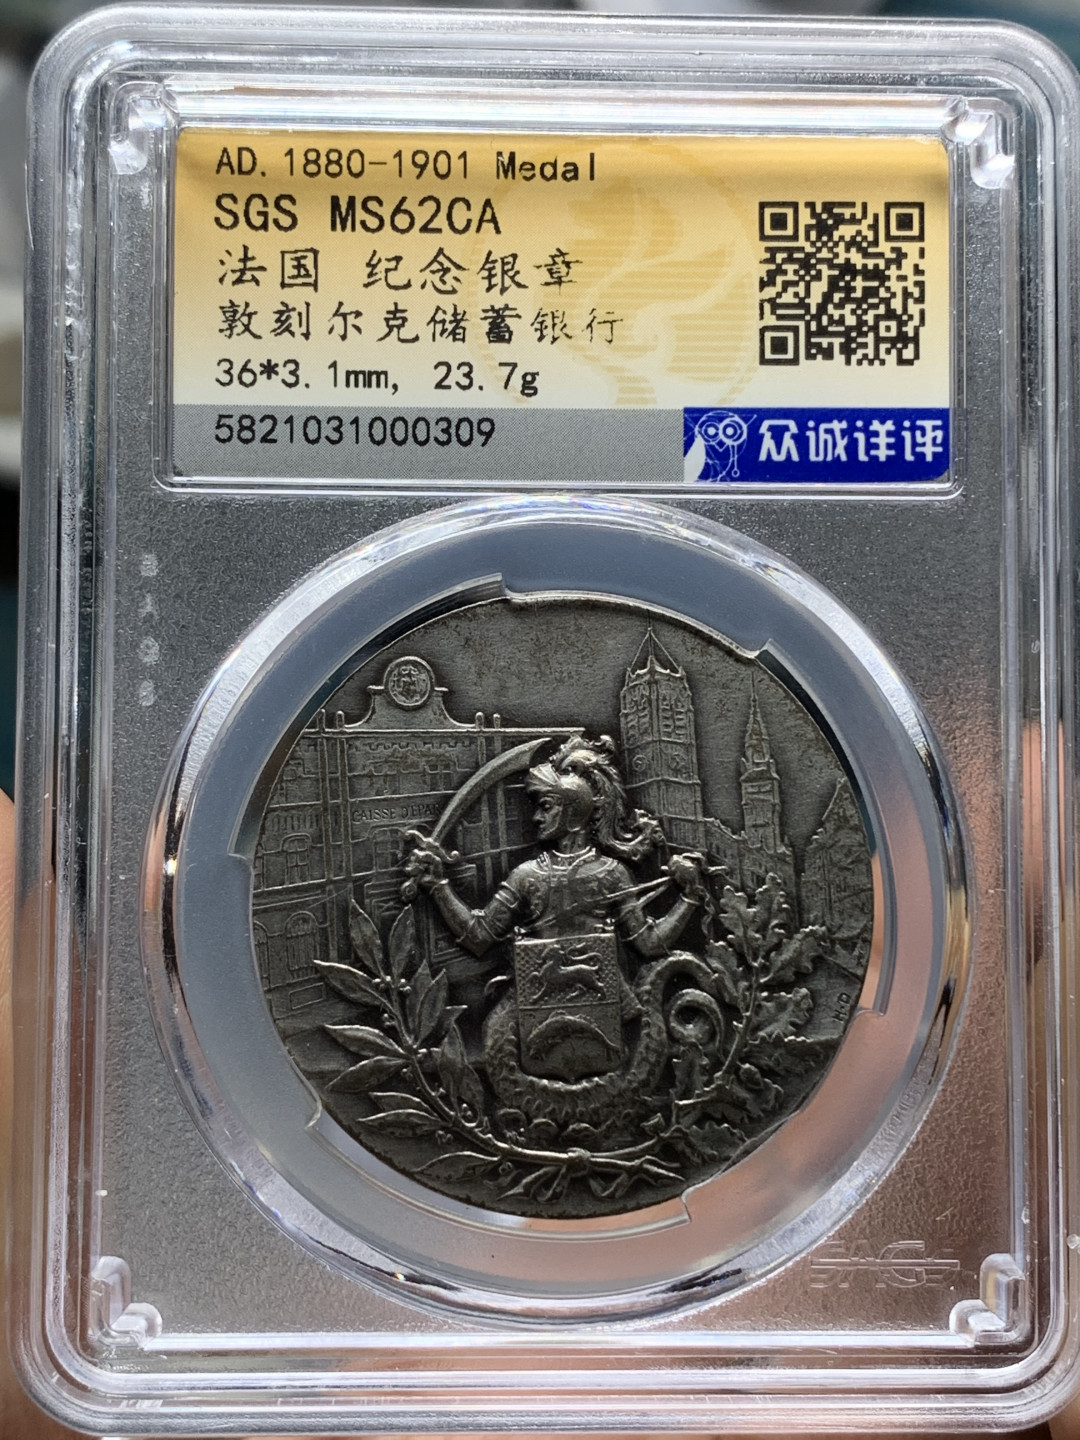 AD. 1880-1901 Medal
SGS MS62CA
法国 纪念银章
敦刻尔克储蓄银行
36*3.1mm, 23.7g
5821031000309
众诚详评
CAISSE D'EPAR